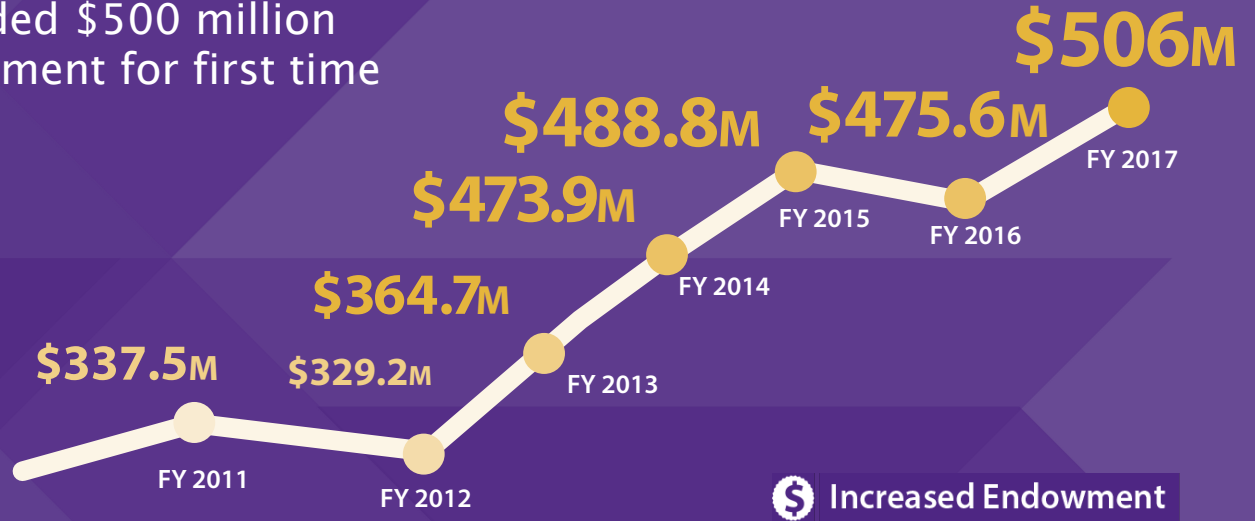 ded $500 million
ment for first time
$506M
$488.8M
$475.6M
FY 2017
$473.9M
FY 2015
FY 2016
$364.7M
FY 2014
$337.5M
$329.2M
FY 2013
FY 2011
FY 2012
$ Increased Endowment